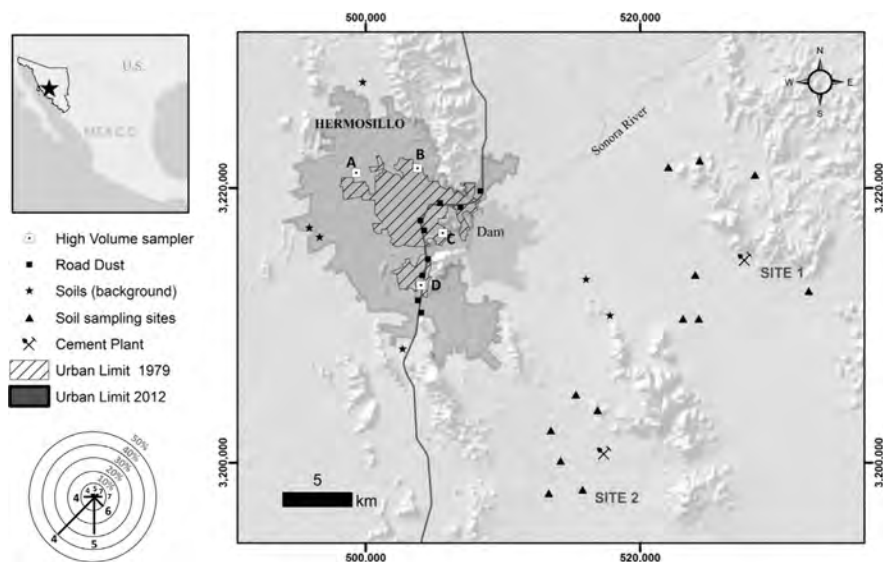 500,000
520,000
U.S.
MEXICO
N
W
E
S
Sonora River
HERMOSILLO
A
B
3,220,000
3,220,000
C
Dam
High Volume sampler
Road Dust
SITE 1
Soils (background)
D
Soil sampling sites
Cement Plant
Urban Limit 1979
Urban Limit 2012
50%
40%
30%
20%
10%
4
5
7
4
7
6
4
5
3,200,000
3,200,000
5
km
SITE 2
500,000
520,000